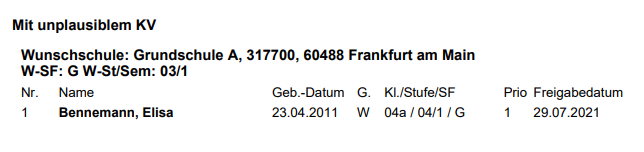 Mit unplausiblem KV
Wunschschule: Grundschule A, 317700, 60488 Frankfurt am Main
W-SF: G W-St/Sem: 03/1
Nr. Name Geb.-Datum G. Kl./Stufe/SF Prio Freigabedatum
1 Bennemann, Elisa 23.04.2011 W 04a / 04/1 / G 1 29.07.2021